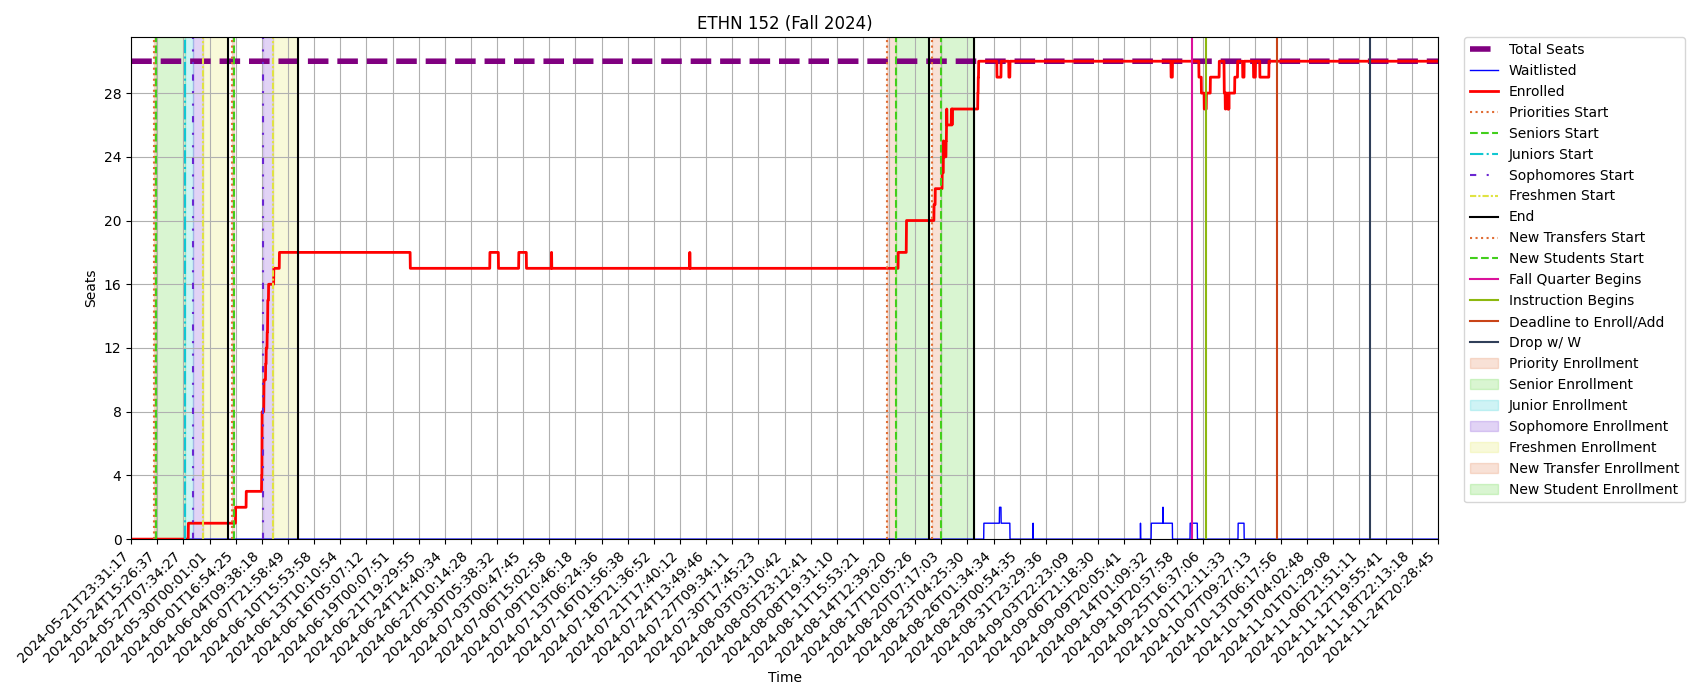 ETHN 152 (Fall 2024)
Seats
28
24
20
16
12
8
4
0
2024-05-21T23:31:17
2024-05-24T15:26:37
2024-05-27T07:34:27
2024-05-30T00:01:01
2024-06-01T16:54:25
2024-06-04T09:38:18
2024-06-07T21:58:49
2024-06-10T15:53:58
2024-06-13T10:10:54
2024-06-16T05:07:12
2024-06-19T00:07:51
2024-06-21T19:29:55
2024-06-24T14:40:34
2024-06-27T10:14:28
2024-06-30T05:38:32
2024-07-03T00:47:45
2024-07-06T15:02:58
2024-07-09T10:46:18
2024-07-13T06:24:36
2024-07-16T01:56:38
2024-07-18T21:36:52
2024-07-21T17:40:12
2024-07-24T13:49:46
2024-07-27T09:34:11
2024-07-30T17:45:23
2024-08-03T03:10:42
2024-08-05T23:12:41
2024-08-08T19:31:10
2024-08-11T15:53:21
2024-08-14T12:39:20
2024-08-17T10:05:26
2024-08-20T07:17:03
2024-08-23T04:25:30
2024-08-26T01:34:34
2024-08-29T00:54:35
2024-08-31T23:29:36
2024-09-03T22:23:09
2024-09-06T21:18:30
2024-09-09T20:05:41
2024-09-14T01:09:32
2024-09-19T20:57:58
2024-09-25T16:37:06
2024-10-01T12:11:33
2024-10-07T09:27:13
2024-10-13T06:17:56
2024-10-19T04:02:48
2024-11-01T01:29:08
2024-11-06T21:51:11
2024-11-12T19:55:41
2024-11-18T22:13:18
2024-11-24T20:28:45
Time
Total Seats
Waitlisted
Enrolled
Priorities Start
Seniors Start
Juniors Start
Sophomores Start
Freshmen Start
End
New Transfers Start
New Students Start
Fall Quarter Begins
Instruction Begins
Deadline to Enroll/Add
Drop w/ W
Priority Enrollment
Senior Enrollment
Junior Enrollment
Sophomore Enrollment
Freshmen Enrollment
New Transfer Enrollment
New Student Enrollment